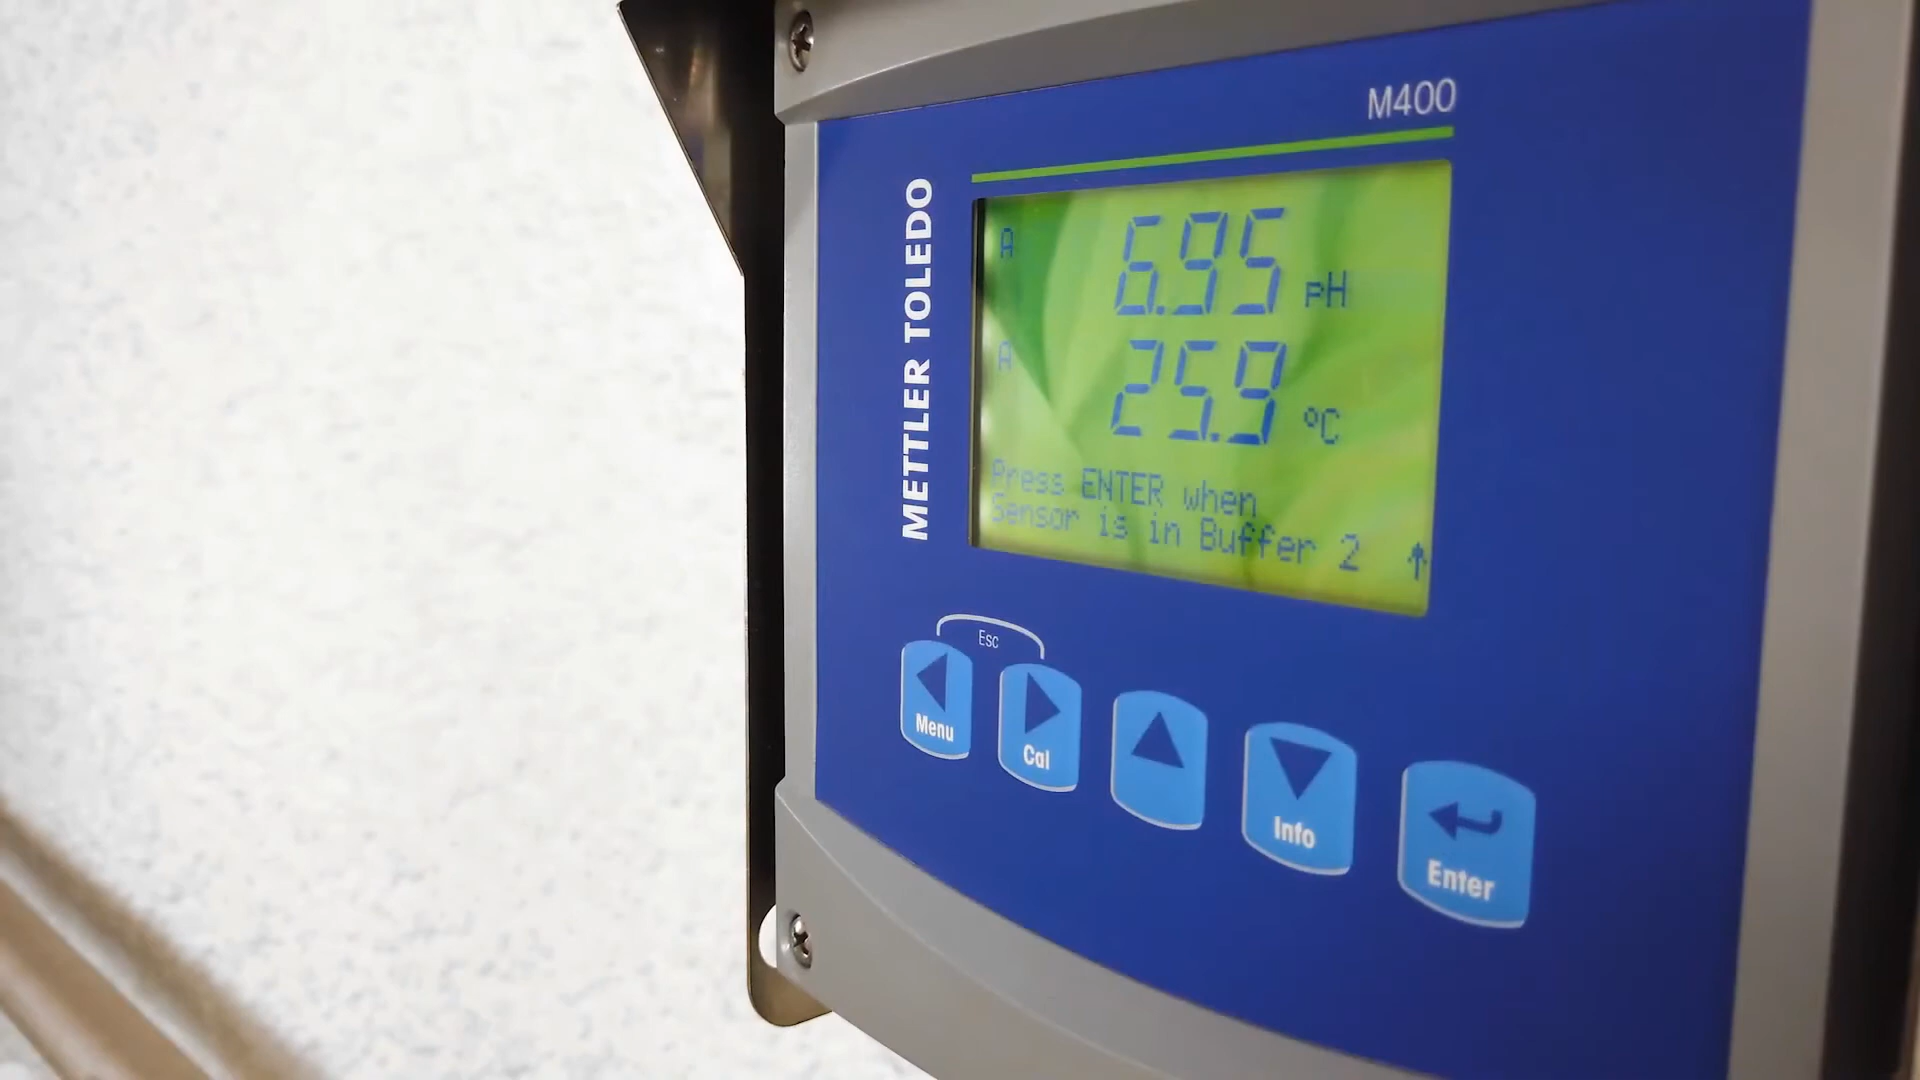 M400
METTLER TOLEDO
A 6.95 pH
A 25.9 °C
Press ENTER when
Sensor is in Buffer 2 ↑
Esc
Menu
Cal
Info
Enter